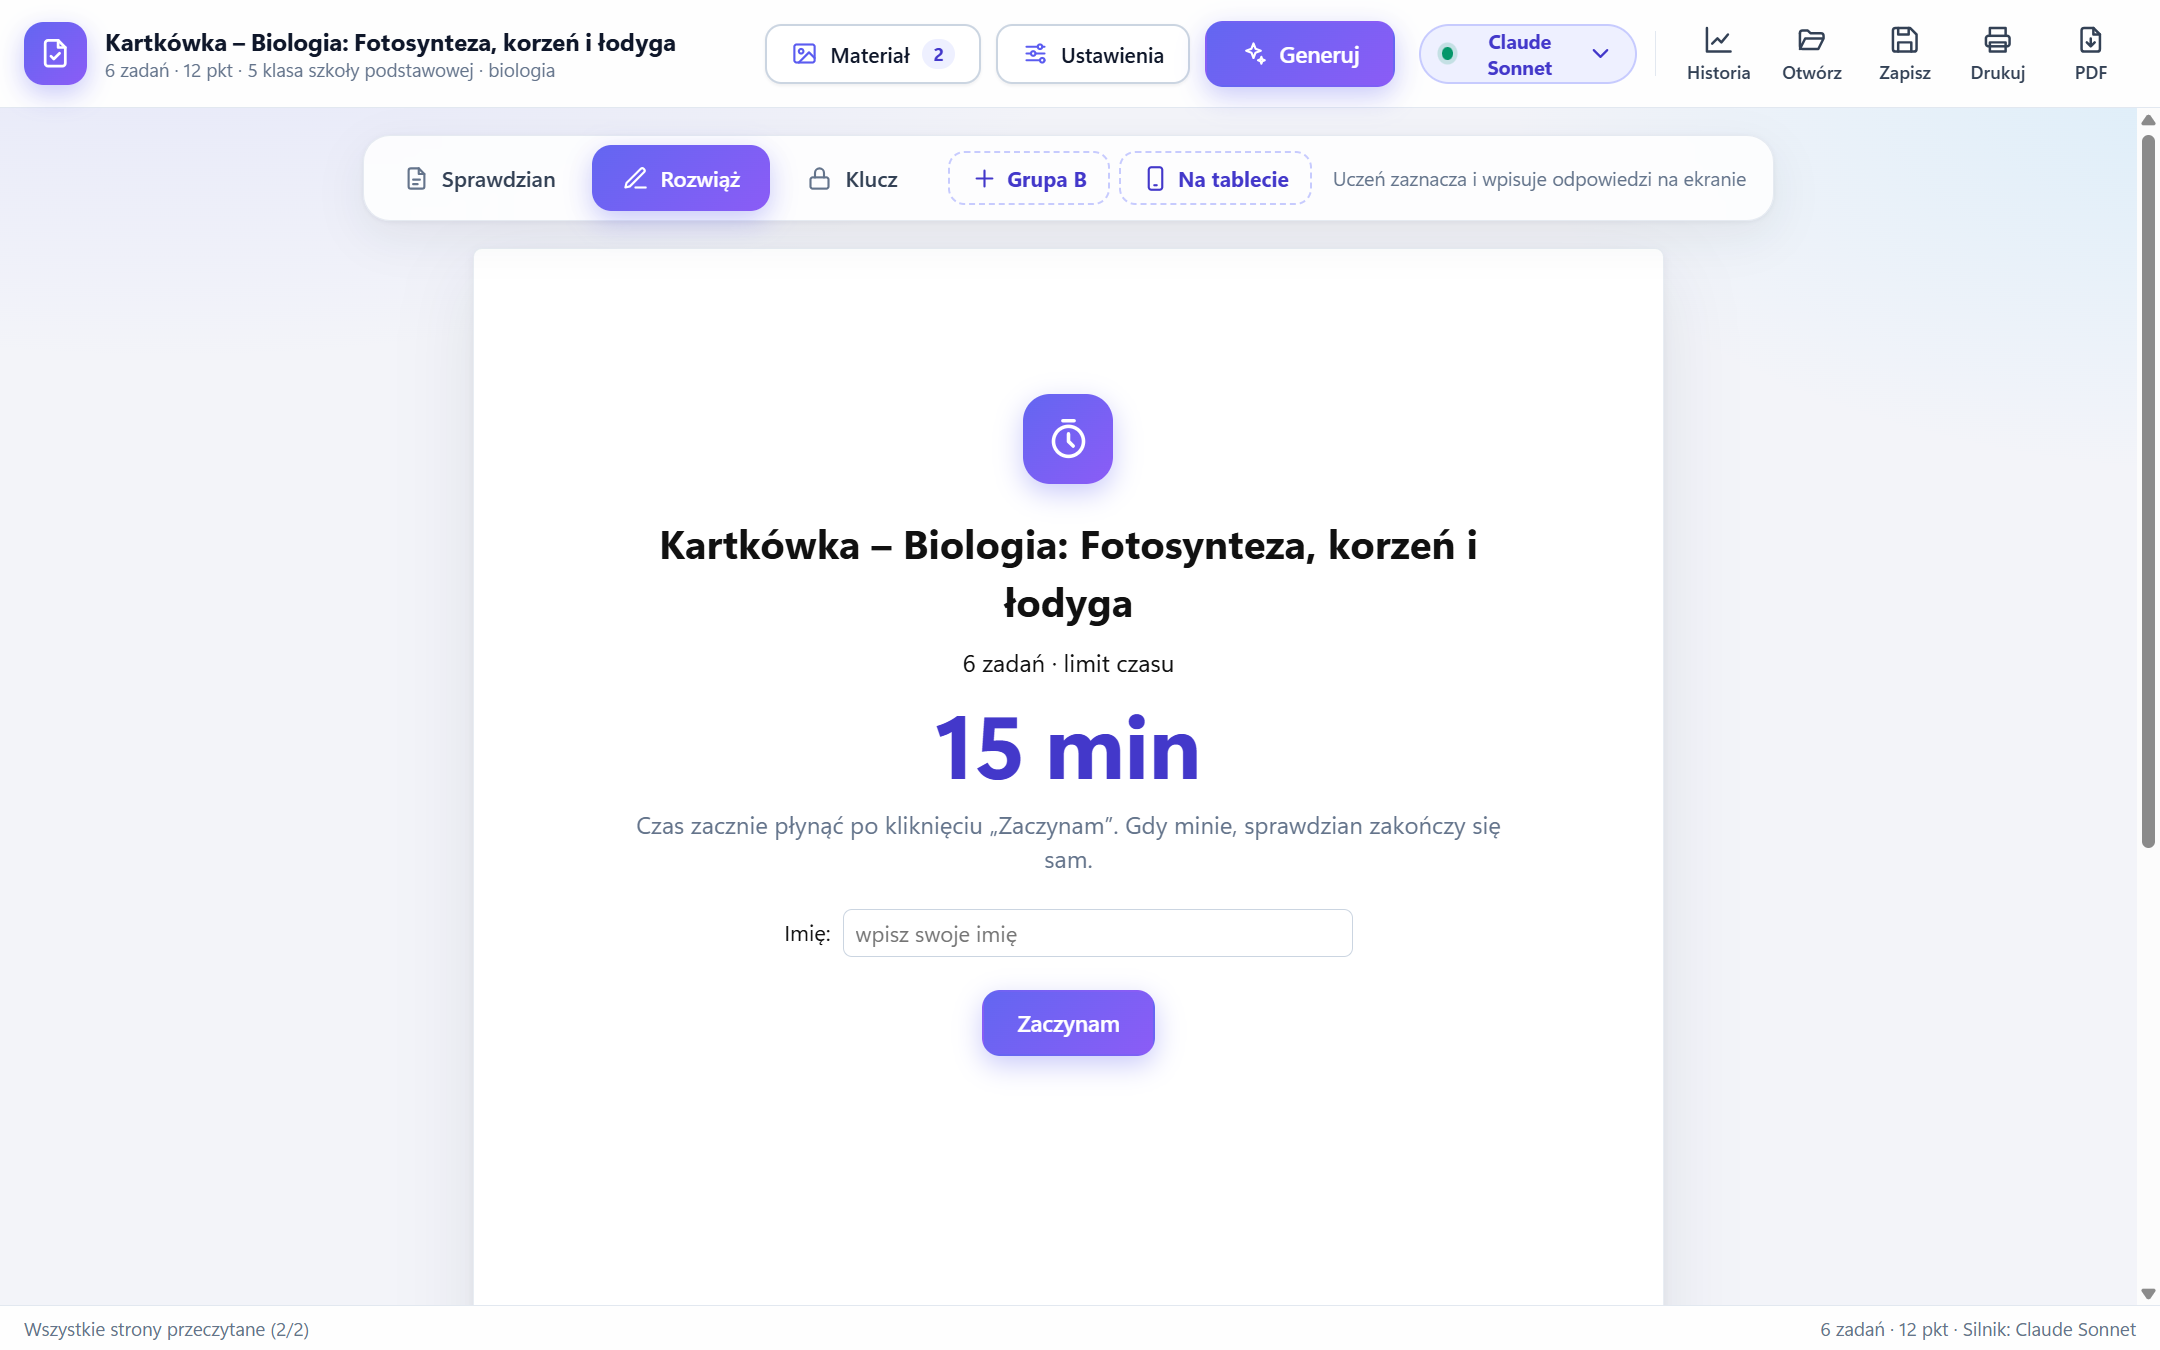 Kartkówka – Biologia: Fotosynteza, korzeń i łodyga
6 zadań · 12 pkt · 5 klasa szkoły podstawowej · biologia
Materiał 2
Ustawienia
Generuj
Claude
Sonnet
Historia
Otwórz
Zapisz
Drukuj
PDF
Sprawdzian
Rozwiąż
Klucz
Grupa B
Na tablecie
Uczeń zaznacza i wpisuje odpowiedzi na ekranie
Kartkówka – Biologia: Fotosynteza, korzeń i
łodyga
6 zadań · limit czasu
15 min
Czas zacznie płynąć po kliknięciu „Zaczynam”. Gdy minie, sprawdzian zakończy się
sam.
Imię: wpisz swoje imię
Zaczynam
Wszystkie strony przeczytane (2/2)
6 zadań · 12 pkt · Silnik: Claude Sonnet